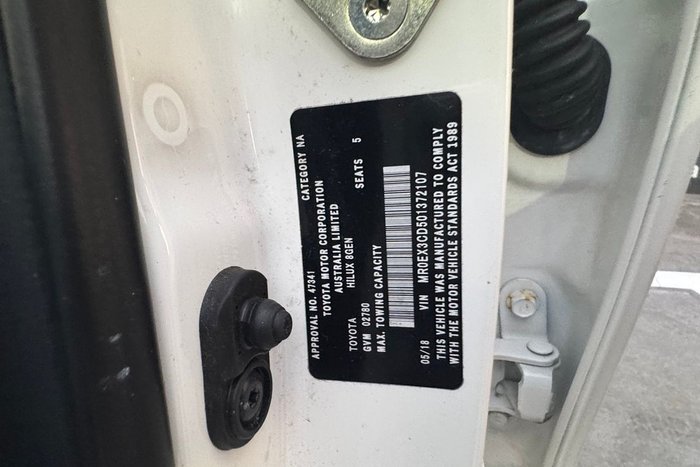 APPROVAL NO. 47341 CATEGORY NA
TOYOTA MOTOR CORPORATION
AUSTRALIA LIMITED
TOYOTA HILUX 8GEN
GVM 02780 SEATS 5
MAX. TOWING CAPACITY
05/18 VIN MR0EX3CD501372107
THIS VEHICLE WAS MANUFACTURED TO COMPLY
WITH THE MOTOR VEHICLE STANDARDS ACT 1989